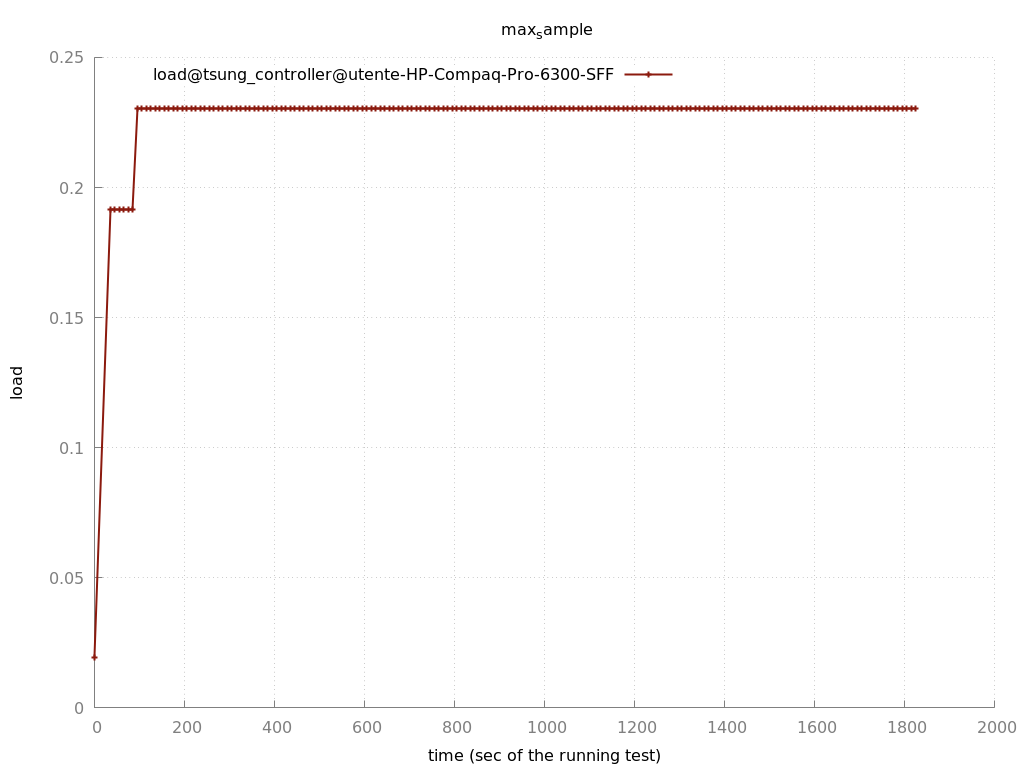 max_sample
0.25
load@tsung_controller@utente-HP-Compaq-Pro-6300-SFF
0.2
0.15
load
0.1
0.05
0
0 200 400 600 800 1000 1200 1400 1600 1800 2000
time (sec of the running test)